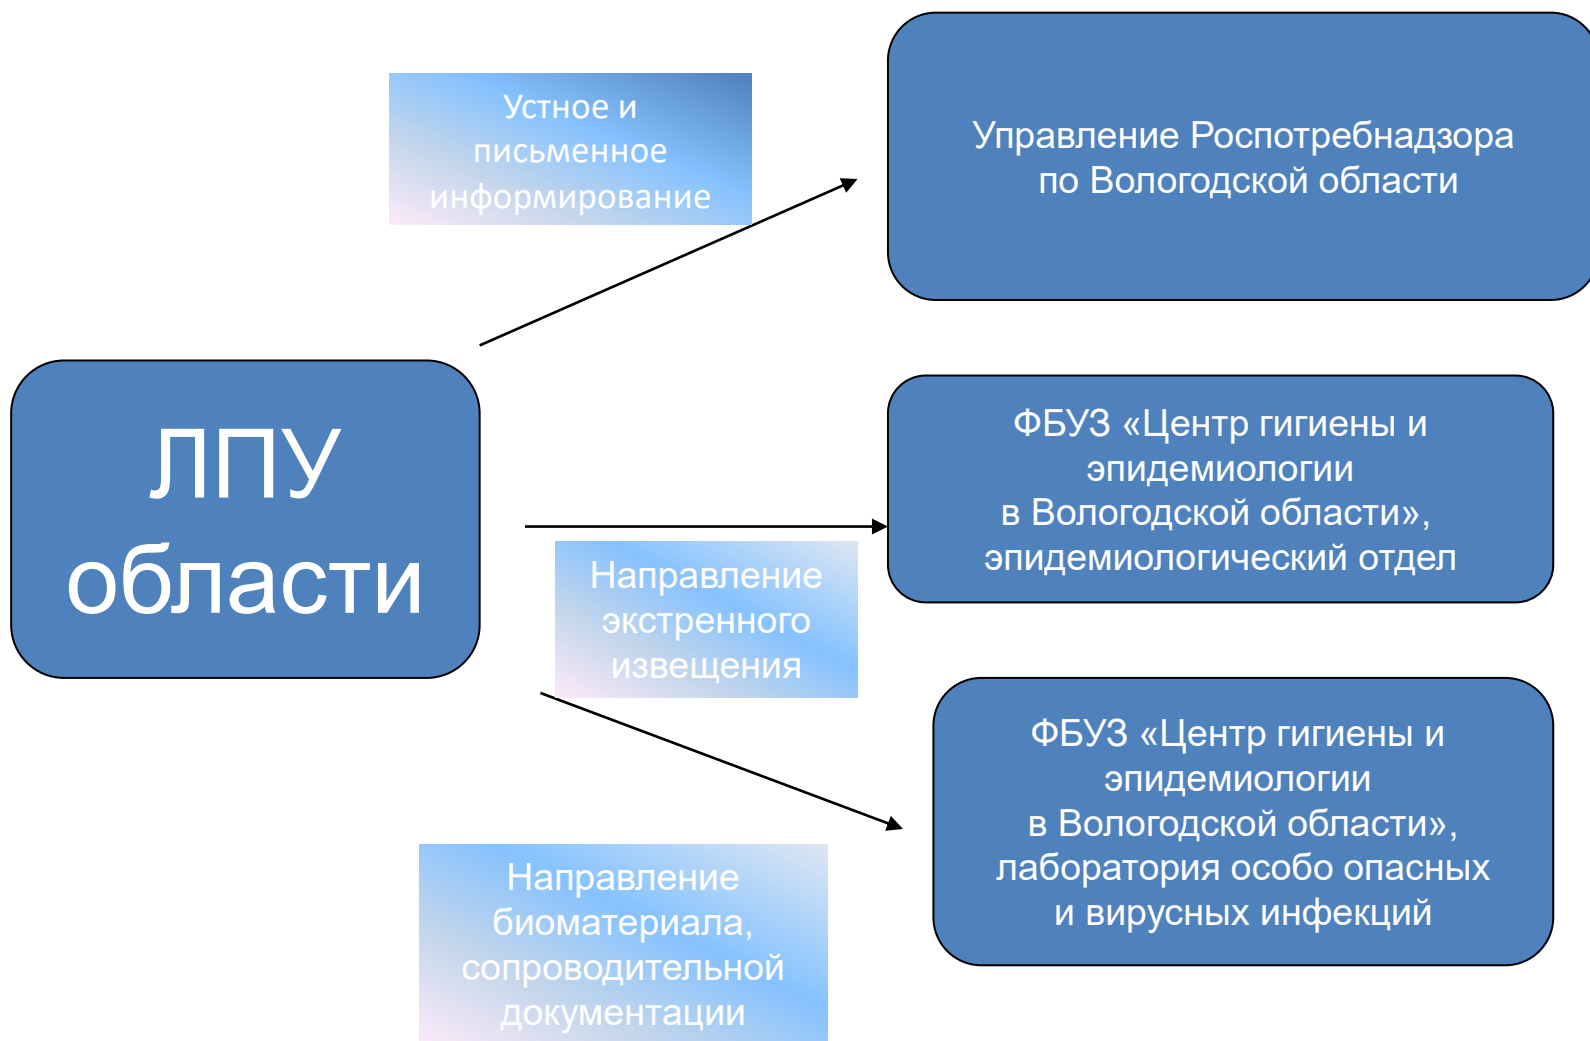 Устное и
письменное
информирование
Управление Роспотребнадзора
по Вологодской области
ЛПУ
области
ФБУЗ «Центр гигиены и
эпидемиологии
в Вологодской области»,
эпидемиологический отдел
Направление
экстренного
извещения
ФБУЗ «Центр гигиены и
эпидемиологии
в Вологодской области»,
лаборатория особо опасных
и вирусных инфекций
Направление
биоматериала,
сопроводительной
документации